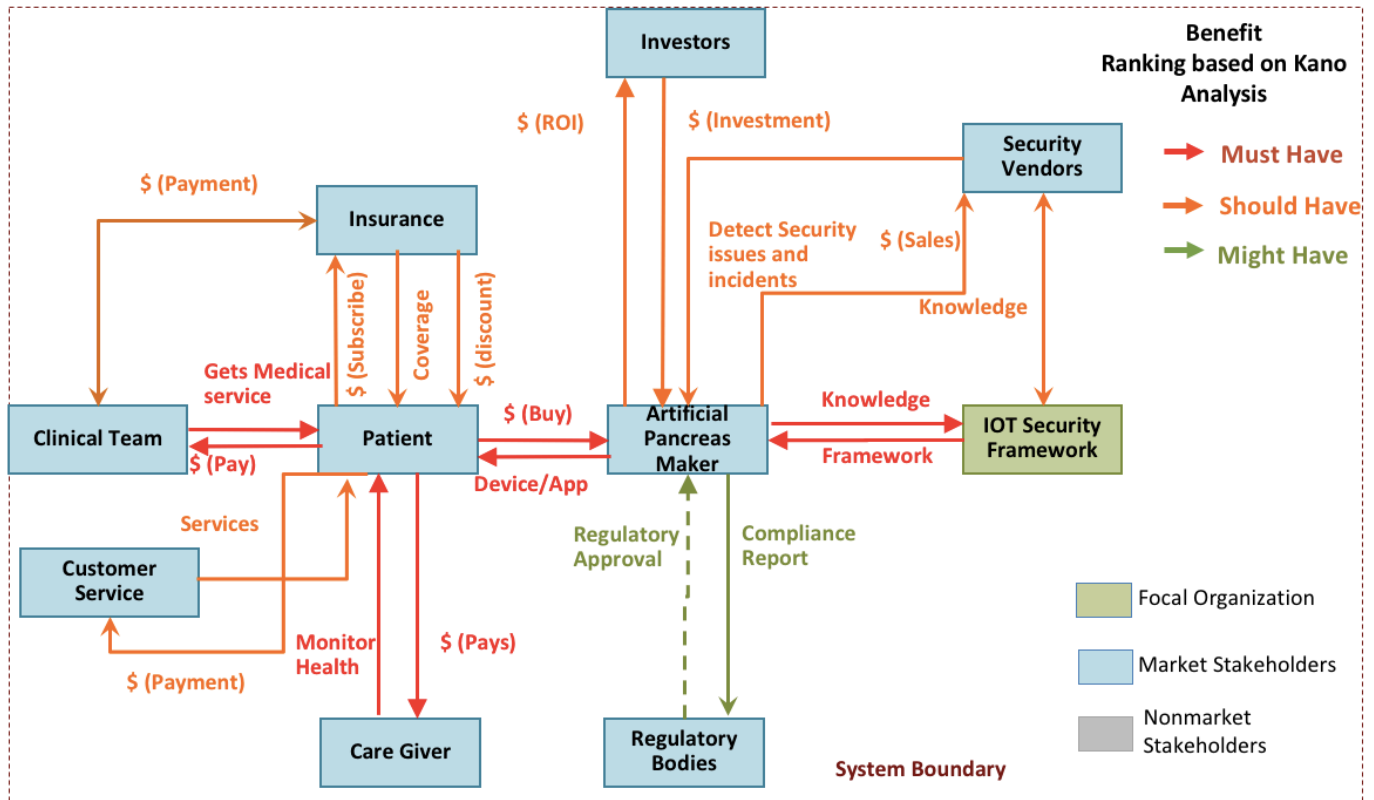 Investors
Benefit
Ranking based on Kano
Analysis
$ (ROI)
$ (Investment)
Security
Vendors
Must Have
$ (Payment)
Insurance
Should Have
Detect Security
issues and
incidents
$ (Sales)
Might Have
$ (Subscribe)
Coverage
$ (discount)
Knowledge
Gets Medical
service
$ (Buy)
Knowledge
Clinical Team
Patient
Artificial
Pancreas
Maker
IOT Security
Framework
$ (Pay)
Device/App
Framework
Services
Regulatory
Approval
Compliance
Report
Customer
Service
Focal Organization
Monitor
Health
$ (Pays)
$ (Payment)
Market Stakeholders
Care Giver
Regulatory
Bodies
Nonmarket
Stakeholders
System Boundary